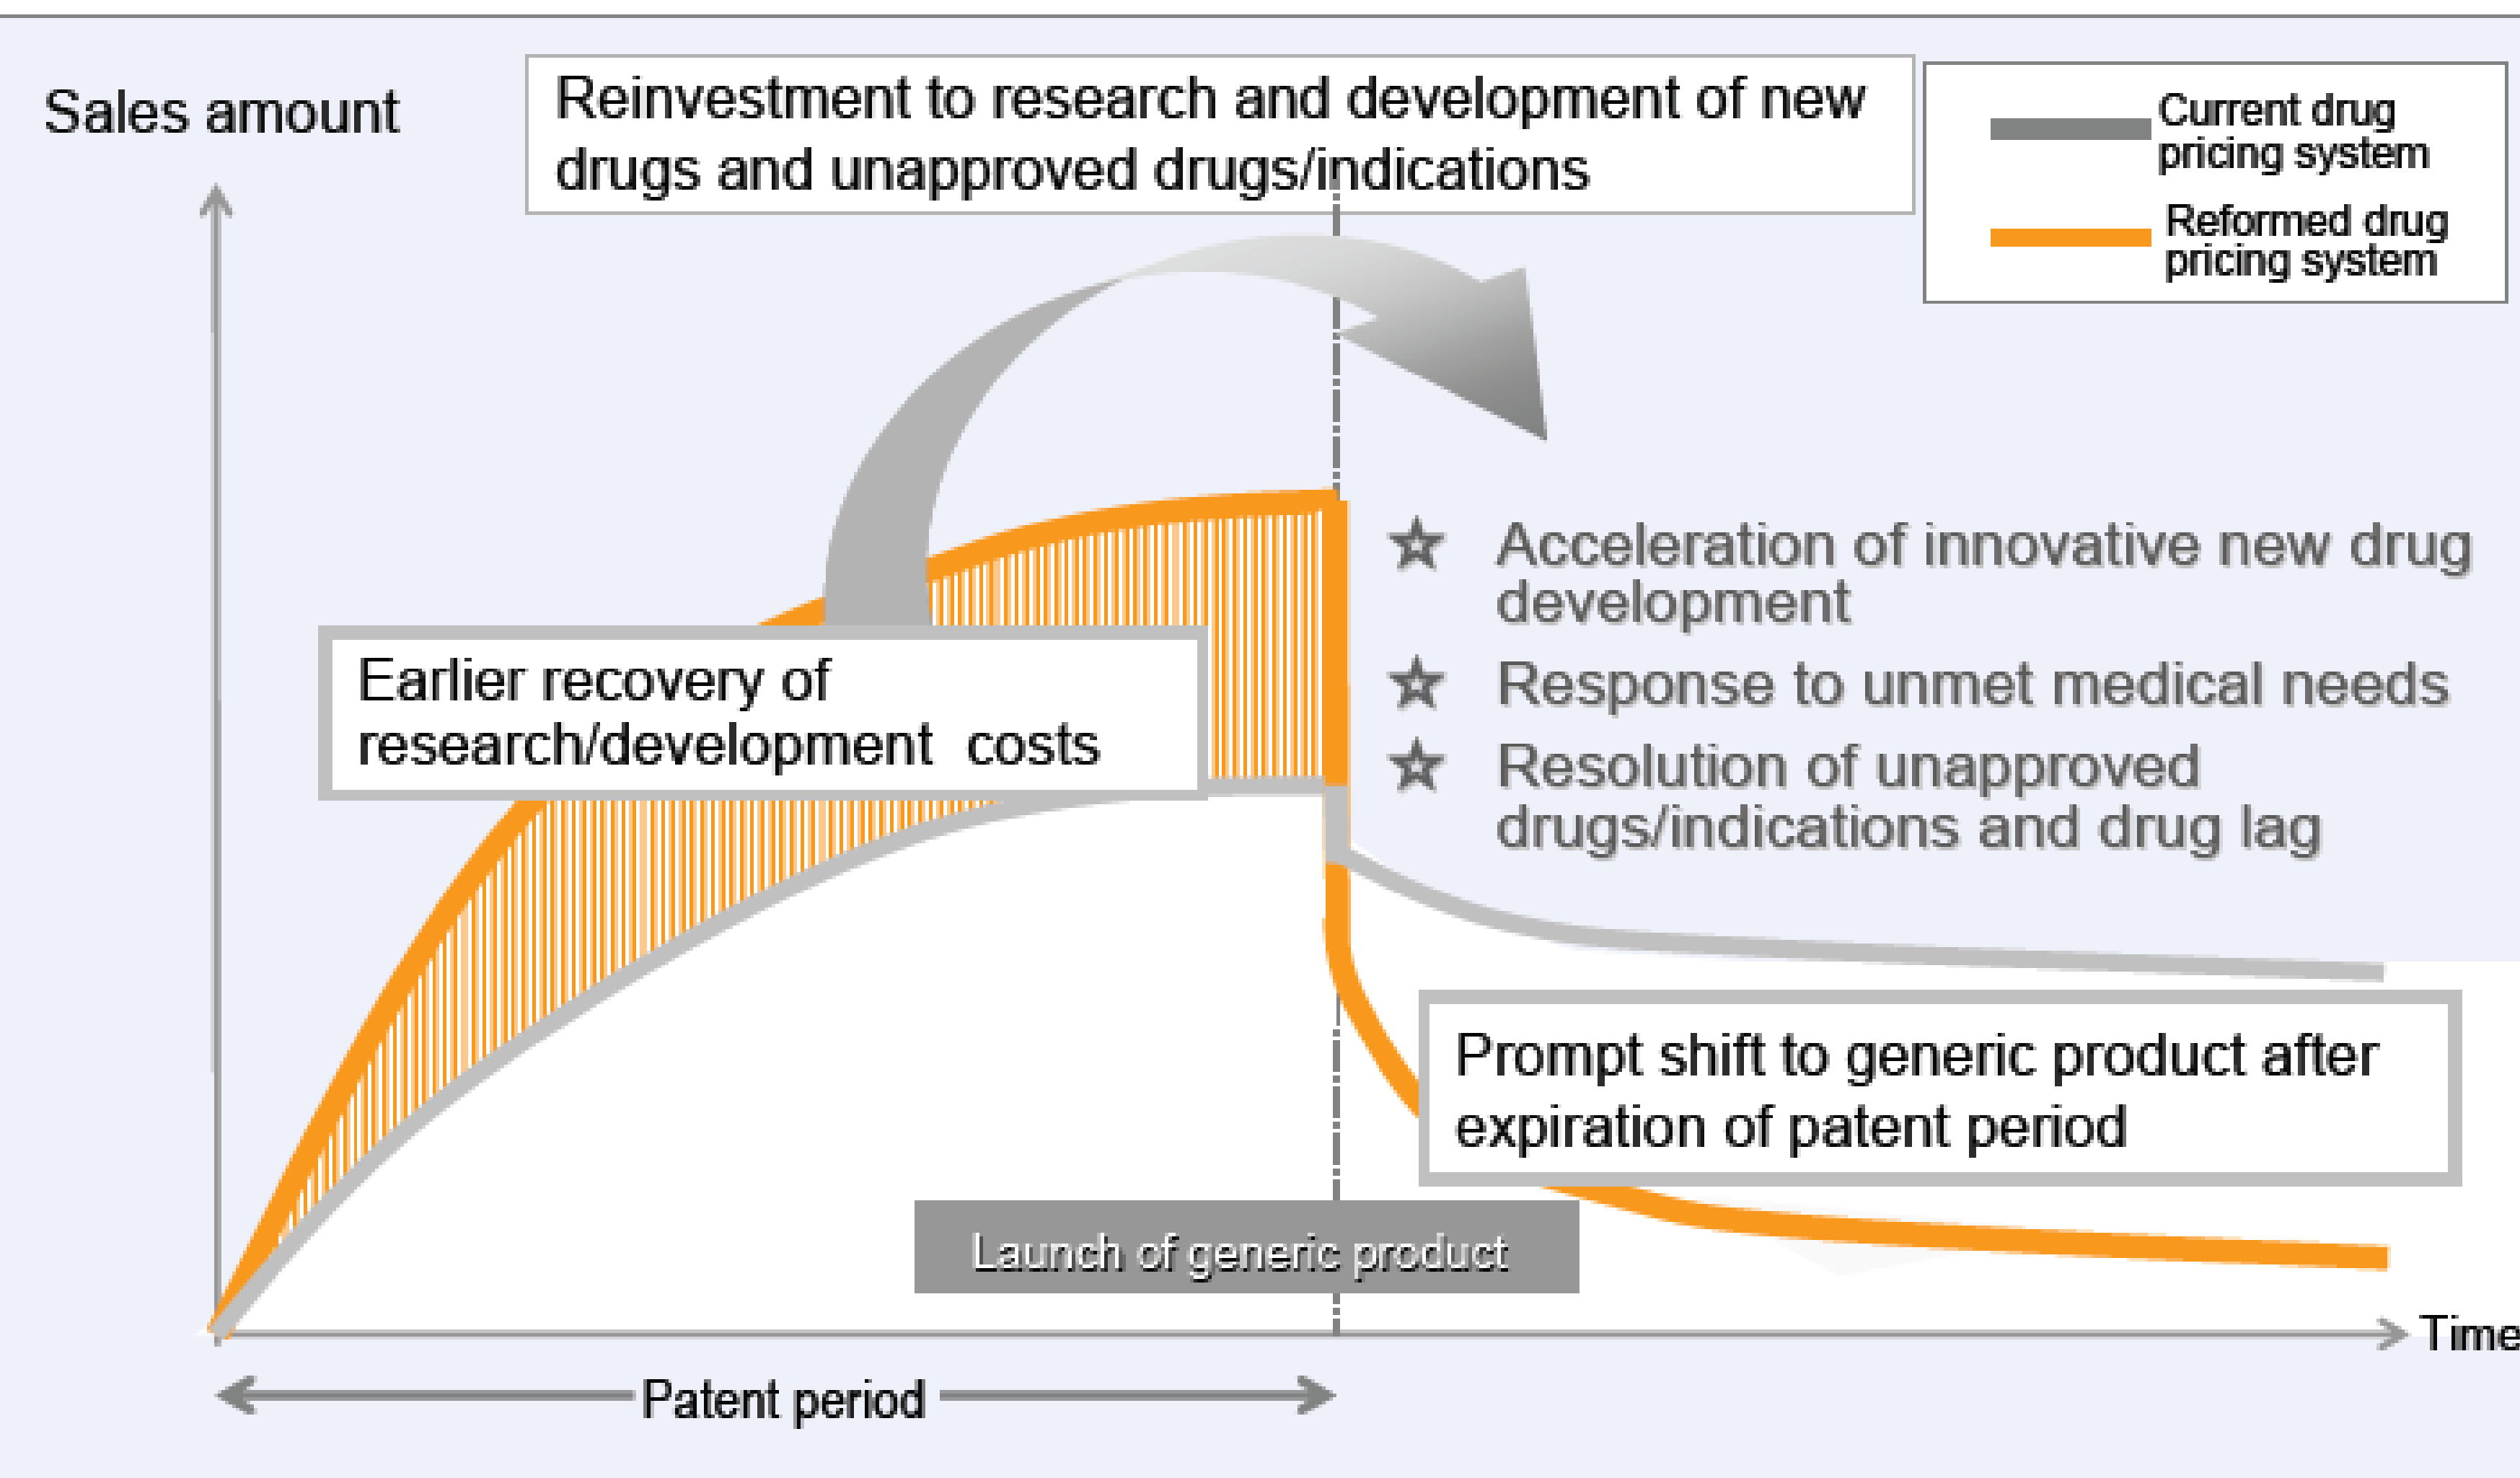 Sales amount
Reinvestment to research and development of new
drugs and unapproved drugs/indications
Current drug
pricing system
Reformed drug
pricing system
Acceleration of innovative new drug
development
Response to unmet medical needs
Resolution of unapproved
drugs/indications and drug lag
Earlier recovery of
research/development costs
Prompt shift to generic product after
expiration of patent period
Launch of generic product
Time
Patent period